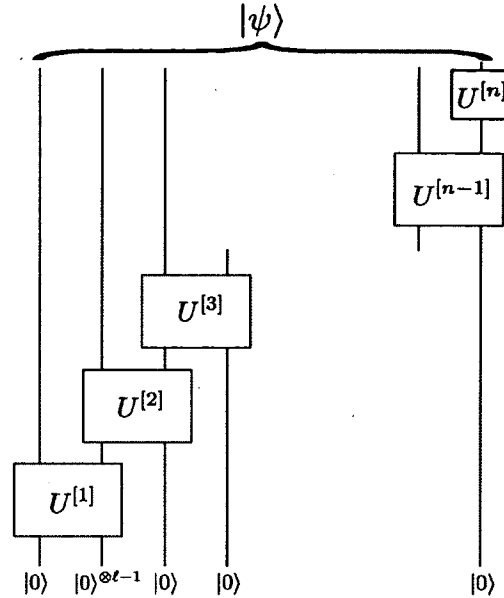 |ψ⟩
U^{[n]}
U^{[n−1]}
U^{[3]}
U^{[2]}
U^{[1]}
|0⟩ |0⟩^{⊗ℓ−1} |0⟩ |0⟩ |0⟩